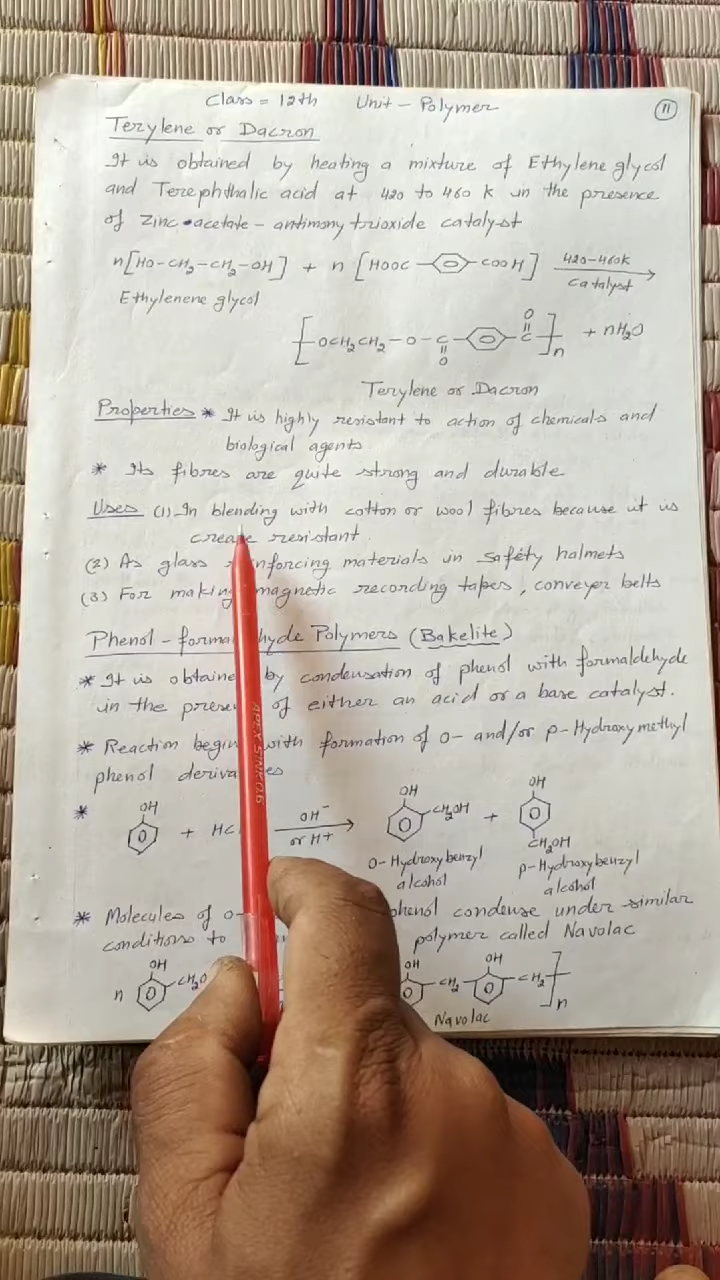 Class = 12th Unit - Polymer 11
Terylene or Dacron
It is obtained by heating a mixture of Ethylene glycol
and Terephthalic acid at 420 to 460 K in the presence
of Zinc acetate - antimony trioxide catalyst
n[HO-CH2-CH2-OH] + n [HOOC COOH] 420-460K
Catalyst
Ethylenene glycol
[OCH2CH2-O-C C]n + nH2O
O O
Terylene or Dacron
Properties * It is highly resistant to action of chemicals and
biological agents
* Its fibres are quite strong and durable
Uses (1) In blending with cotton or wool fibres because it is
crease resistant.
(2) As glass inforcing materials in safety halmets
(3) For making magnetic recording tapes, conveyer belts
Phenol - forma hyde Polymers (Bakelite)
* It is obtaine by condensation of phenol with formaldehyde
in the presen of either an acid or a base catalyst.
* Reaction begin with formation of o- and/or p-Hydroxymethyl
phenol deriva es
* OH + HC OH- or H+ OH CH2OH + OH CH2OH
o-Hydroxybenzyl alcohol p-Hydroxybenzyl alcohol
* Molecules of o- phenol condense under similar
conditions to polymer called Navolac
n OH CH2O OH CH2 OH CH2 ]n
Navolac
APEX SINKO.6